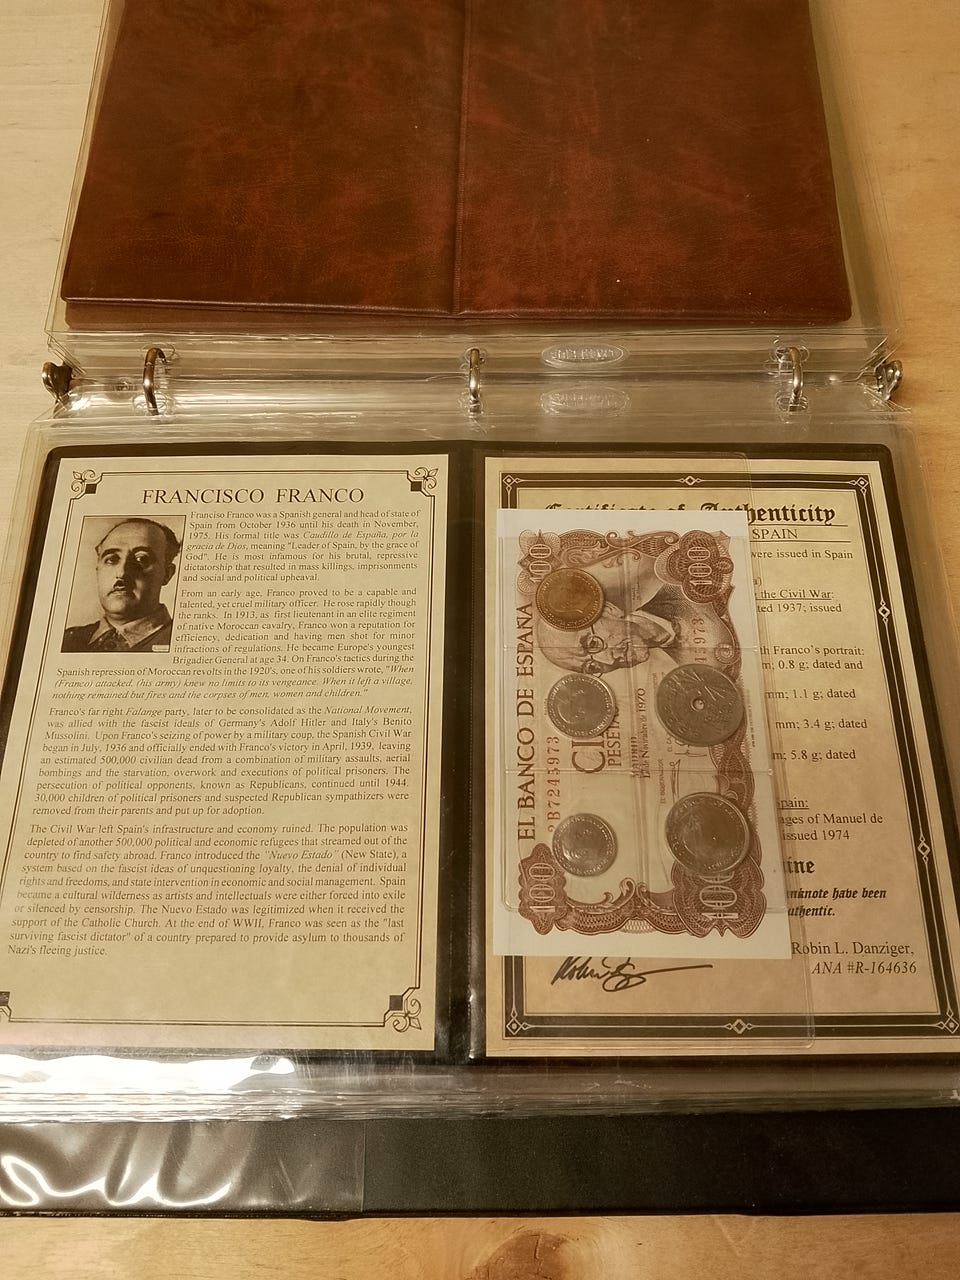 FRANCISCO FRANCO
Franciso Franco was a Spanish general and head of state of
Spain from October 1936 until his death in November,
1975. His formal title was Caudillo de España, por la
gracia de Dios, meaning "Leader of Spain, by the grace of
God". He is most infamous for his brutal, repressive
dictatorship that resulted in mass killings, imprisonments
and social and political upheaval.
From an early age, Franco proved to be a capable and
talented, yet cruel military officer. He rose rapidly though
the ranks. In 1913, as first lieutenant in an elite regiment
of native Moroccan cavalry, Franco won a reputation for
efficiency, dedication and having men shot for minor
infractions of regulations. He became Europe's youngest
Brigadier General at age 34. On Franco's tactics during the
Spanish repression of Moroccan revolts in the 1920's, one of his soldiers wrote, "When
(Franco) attacked, (his army) knew no limits to its vengeance. When it left a village,
nothing remained but fires and the corpses of men, women and children."
Franco's far right Falange party, later to be consolidated as the National Movement,
was allied with the fascist ideals of Germany's Adolf Hitler and Italy's Benito
Mussolini. Upon Franco's seizing of power by a military coup, the Spanish Civil War
began in July, 1936 and officially ended with Franco's victory in April, 1939, leaving
an estimated 500,000 civilian dead from a combination of military assaults, aerial
bombings and the starvation, overwork and executions of political prisoners. The
persecution of political opponents, known as Republicans, continued until 1944.
30,000 children of political prisoners and suspected Republican sympathizers were
removed from their parents and put up for adoption.
The Civil War left Spain's infrastructure and economy ruined. The population was
depleted of another 500,000 political and economic refugees that streamed out of the
country to find safety abroad. Franco introduced the "Nuevo Estado" (New State), a
system based on the fascist ideas of unquestioning loyalty, the denial of individual
rights and freedoms, and state intervention in economic and social management. Spain
became a cultural wilderness as artists and intellectuals were either forced into exile
or silenced by censorship. The Nuevo Estado was legitimized when it received the
support of the Catholic Church. At the end of WWII, Franco was seen as the "last
surviving fascist dictator" of a country prepared to provide asylum to thousands of
Nazi's fleeing justice.
Certificate of Authenticity
SPAIN
were issued in Spain
the Civil War:
1937; issued
Franco's portrait:
0.8 g; dated and
mm; 1.1 g; dated
mm; 3.4 g; dated
5.8 g; dated
Spain:
Manuel de
issued 1974
have been
Robin L. Danziger,
ANA #R-164636
EL BANCO DE ESPAÑA
2B7245973
PESETAS
MADRID
17 de Noviembre de 1970
45973
100
100
100
100